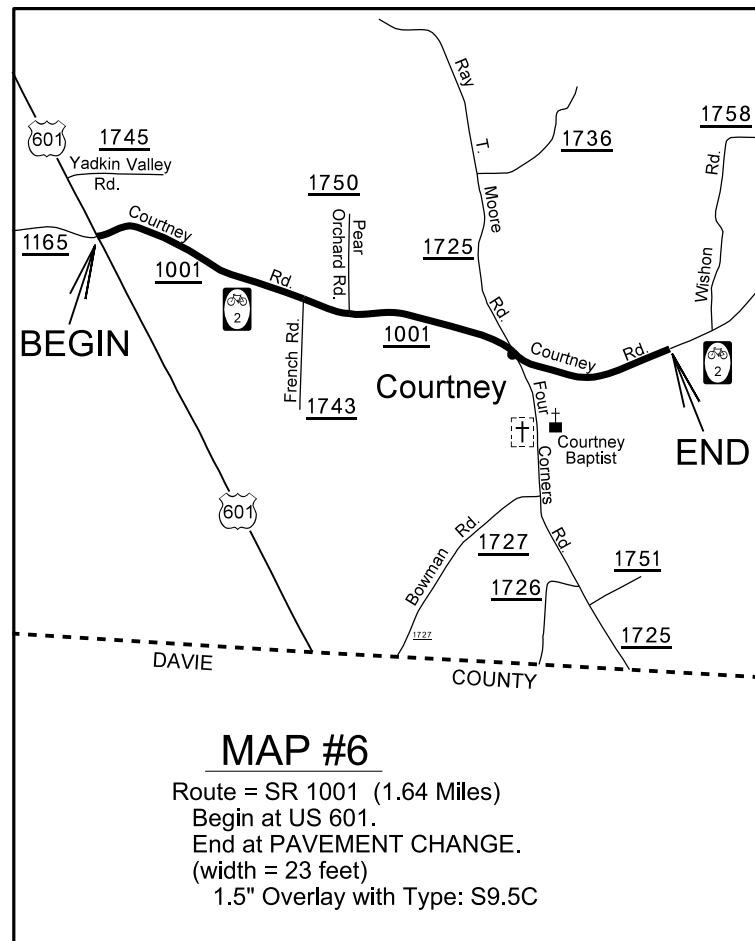 Ray
T.
Moore
Rd.
1736
1758
Rd.
Wishon
601
1745
Yadkin Valley
Rd.
1750
Pear
Orchard Rd.
1725
1165
Courtney
1001
Rd.
2
BEGIN
French Rd.
1743
1001
Courtney
Rd.
2
Courtney
Four
Corners
Rd.
Courtney
Baptist
END
601
Bowman
Rd.
1727
1727
1726
1751
1725
DAVIE
COUNTY
MAP #6
Route = SR 1001 (1.64 Miles)
Begin at US 601.
End at PAVEMENT CHANGE.
(width = 23 feet)
1.5" Overlay with Type: S9.5C